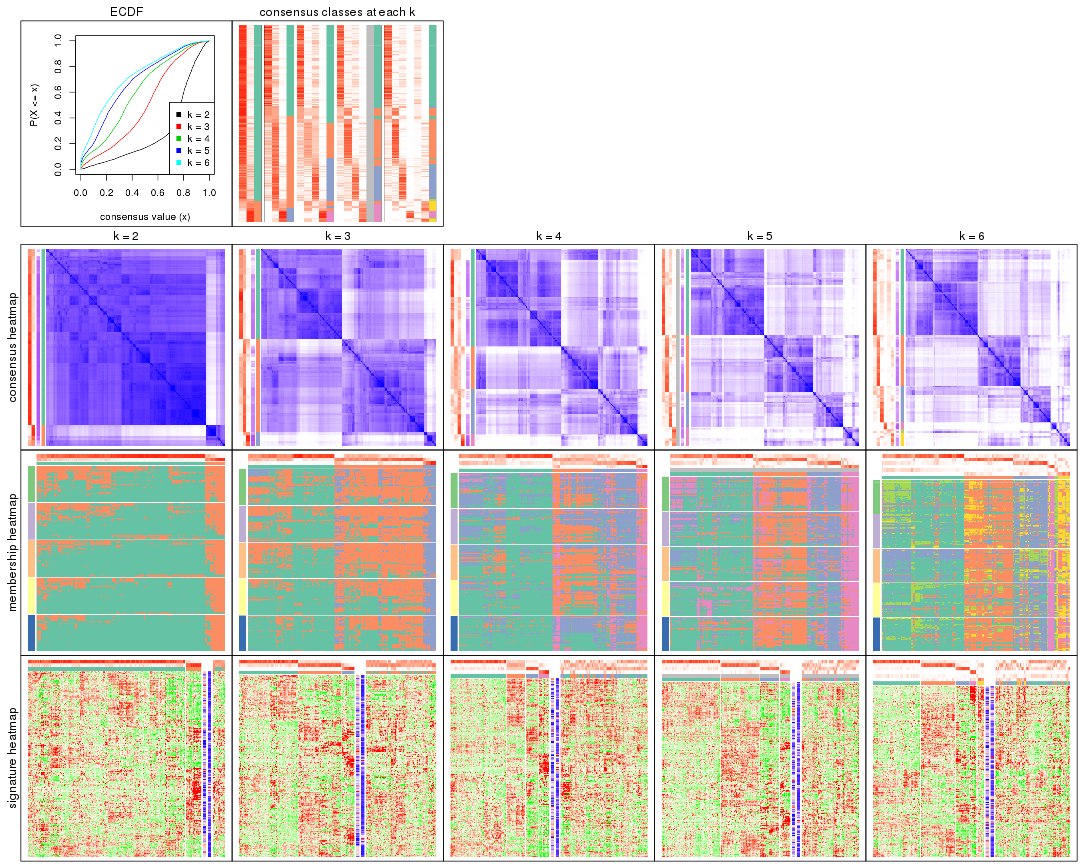 ECDF
consensus classes at each k
P(X <= x)
0.0 0.2 0.4 0.6 0.8 1.0
k = 2
k = 3
k = 4
k = 5
k = 6
0.0 0.2 0.4 0.6 0.8 1.0
consensus value (x)
k = 2
k = 3
k = 4
k = 5
k = 6
consensus heatmap
membership heatmap
signature heatmap